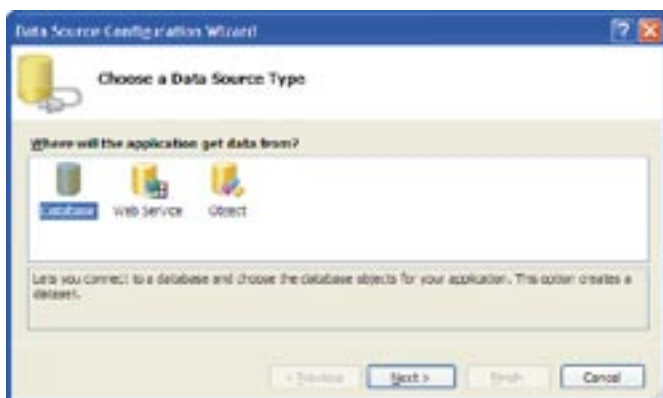 Data Source Configuration Wizard
Choose a Data Source Type
Where will the application get data from?
Database Web Service Object
Lets you connect to a database and choose the database objects for your application. This option creates a
dataset.
< Previous Next > Finish Cancel